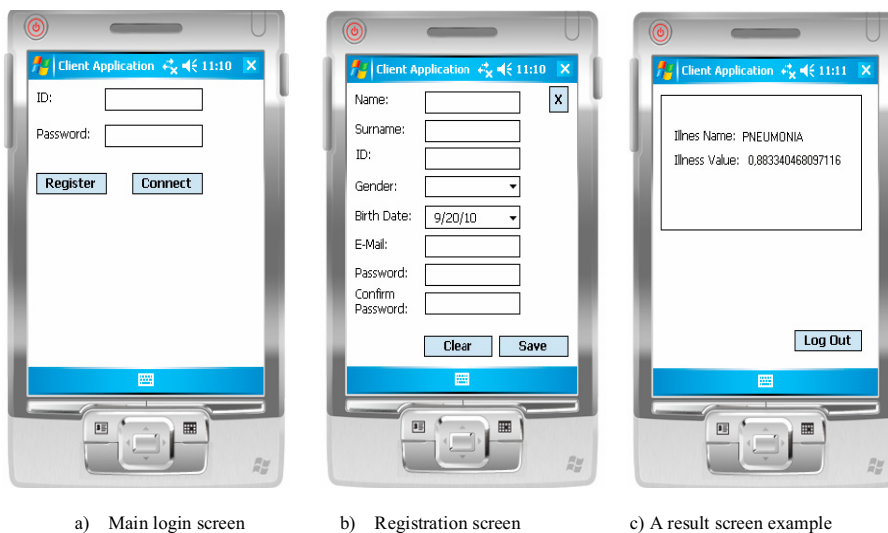 Client Application 11:10 X
ID:
Password:
Register Connect
Client Application 11:10 X
Name: X
Surname:
ID:
Gender:
Birth Date: 9/20/10
E-Mail:
Password:
Confirm
Password:
Clear Save
Client Application 11:11 X
Illnes Name: PNEUMONIA
Illness Value: 0,883340468097116
Log Out
a) Main login screen
b) Registration screen
c) A result screen example